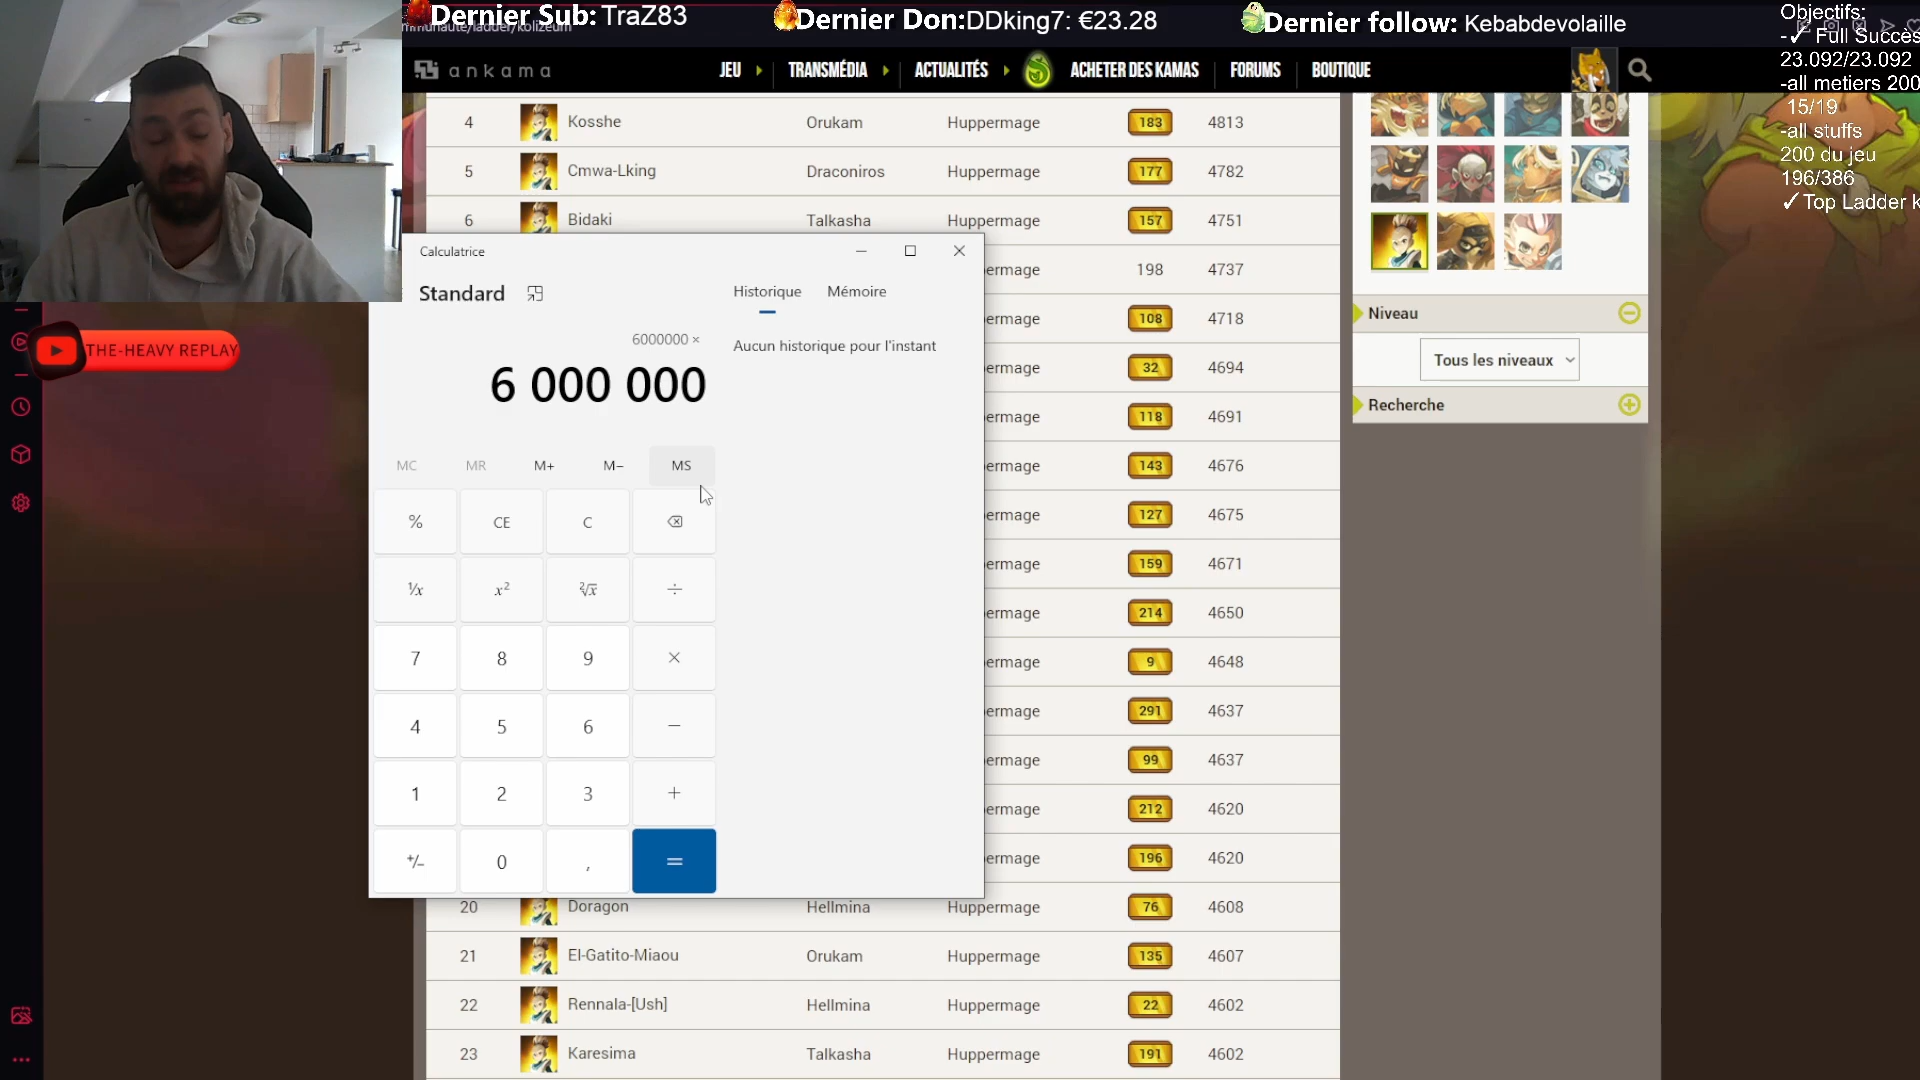 Dernier Sub: TraZ83
Dernier Don:DDking7: €23.28
Dernier follow: Kebabdevolaille
Objectifs:
-✓ Full Succes
23.092/23.092
-all metiers 200
15/19
-all stuffs
200 du jeu
196/386
✓Top Ladder k
mmunaute/ladder/kolizeum
ankama
JEU
TRANSMÉDIA
ACTUALITÉS
ACHETER DES KAMAS
FORUMS
BOUTIQUE
4 Kosshe Orukam Huppermage 183 4813
5 Cmwa-Lking Draconiros Huppermage 177 4782
6 Bidaki Talkasha Huppermage 157 4751
ermage 198 4737
ermage 108 4718
ermage 32 4694
ermage 118 4691
ermage 143 4676
ermage 127 4675
ermage 159 4671
ermage 214 4650
ermage 9 4648
ermage 291 4637
ermage 99 4637
ermage 212 4620
ermage 196 4620
20 Doragon Hellmina Huppermage 76 4608
21 El-Gatito-Miaou Orukam Huppermage 135 4607
22 Rennala-[Ush] Hellmina Huppermage 22 4602
23 Karesima Talkasha Huppermage 191 4602
Niveau
Tous les niveaux
Recherche
THE-HEAVY REPLAY
Calculatrice
Standard
Historique Mémoire
6000000 ×
Aucun historique pour l'instant
6 000 000
MC MR M+ M− MS
% CE C
¹/x x² ²√x ÷
7 8 9 ×
4 5 6 −
1 2 3 +
+/− 0 , =